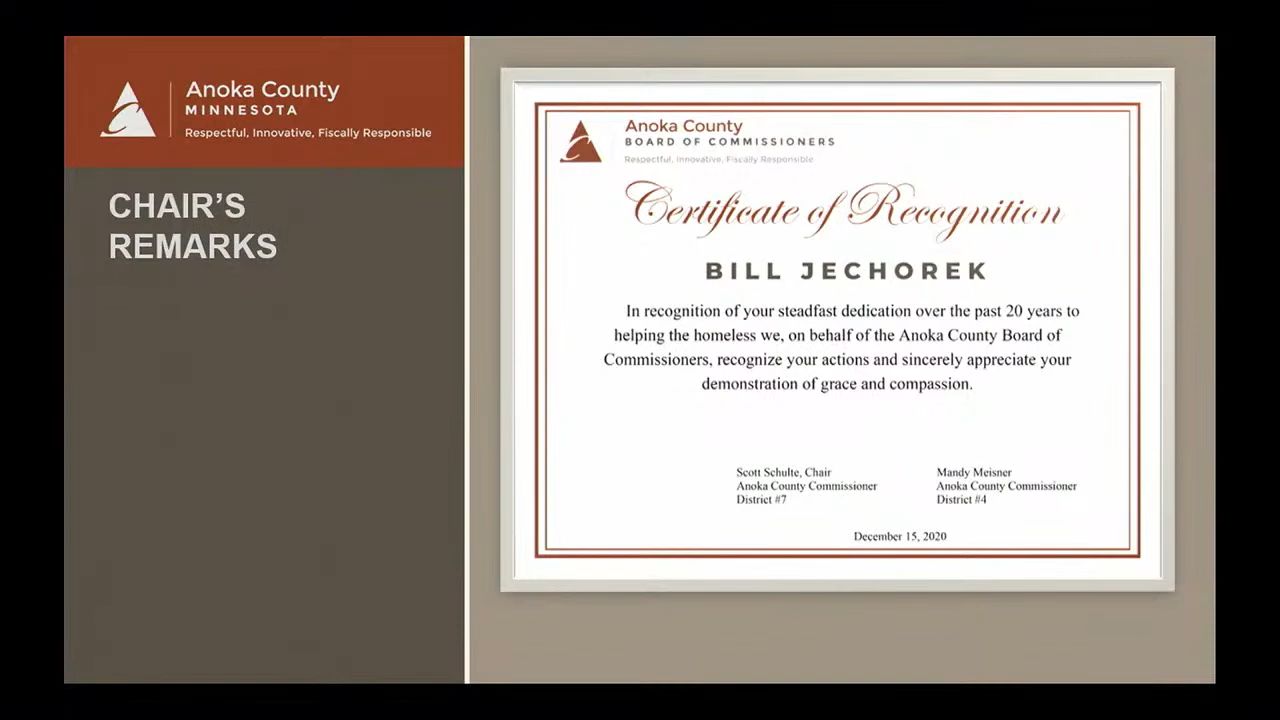 Anoka County
MINNESOTA
Respectful, Innovative, Fiscally Responsible
CHAIR’S
REMARKS
Anoka County
BOARD OF COMMISSIONERS
Respectful, Innovative, Fiscally Responsible
Certificate of Recognition
BILL JECHOREK
In recognition of your steadfast dedication over the past 20 years to
helping the homeless we, on behalf of the Anoka County Board of
Commissioners, recognize your actions and sincerely appreciate your
demonstration of grace and compassion.
Scott Schulte, Chair
Anoka County Commissioner
District #7
Mandy Meisner
Anoka County Commissioner
District #4
December 15, 2020